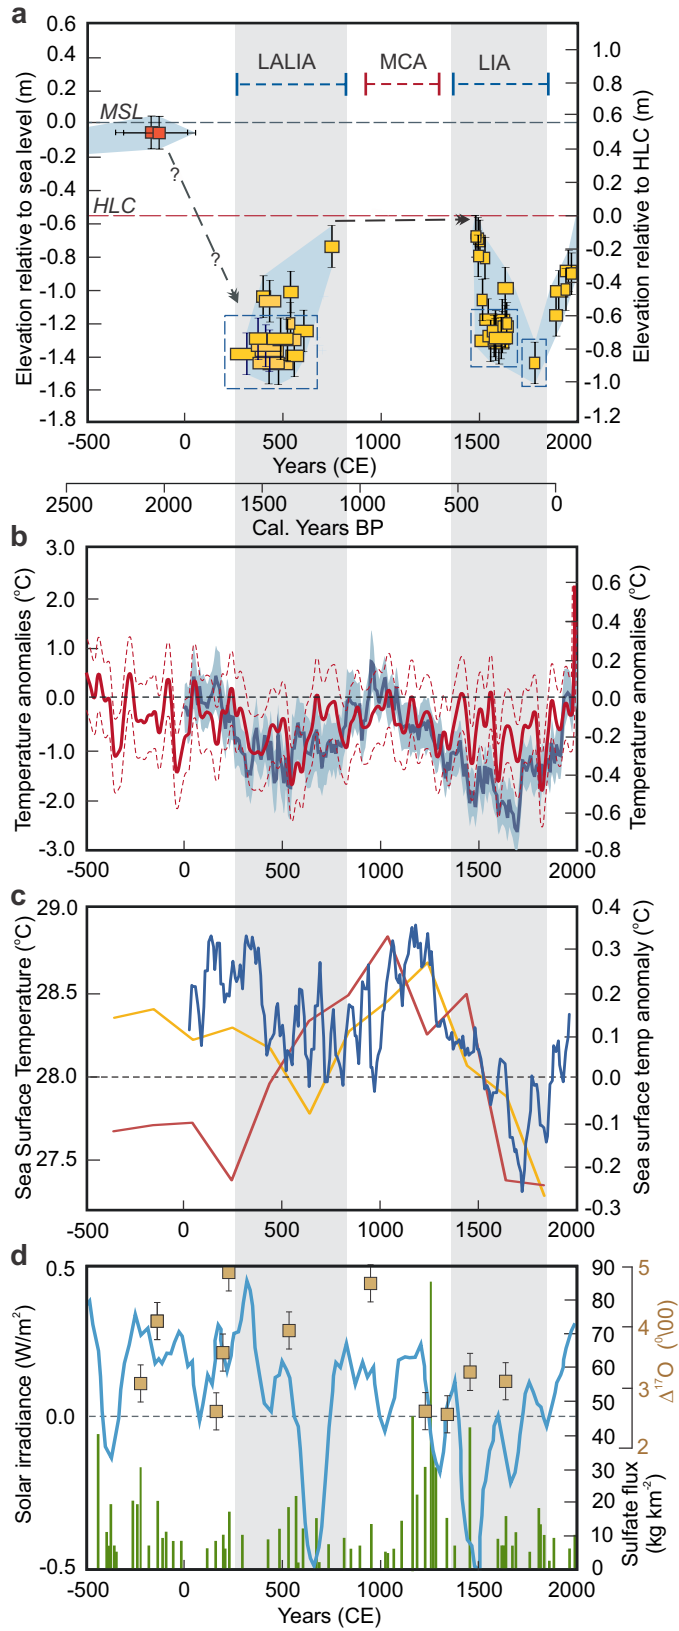 a
0.6
0.4
0.2
0.0
-0.2
-0.4
-0.6
-0.8
-1.0
-1.2
-1.4
-1.6
-1.8
Elevation relative to sea level (m)
LALIA
MCA
LIA
MSL
HLC
?
?
1.0
0.8
0.6
0.4
0.2
0.0
-0.2
-0.4
-0.6
-0.8
-1.0
-1.2
Elevation relative to HLC (m)
-500 0 500 1000 1500 2000
Years (CE)
2500 2000 1500 1000 500 0
Cal. Years BP
b
3.0
2.0
1.0
0.0
-1.0
-2.0
-3.0
Temperature anomalies (°C)
0.6
0.4
0.2
0.0
-0.2
-0.4
-0.6
-0.8
Temperature anomalies (°C)
-500 0 500 1000 1500 2000
c
29.0
28.5
28.0
27.5
Sea Surface Temperature (°C)
0.4
0.3
0.2
0.1
0.0
-0.1
-0.2
-0.3
Sea surface temp anomaly (°C)
-500 0 500 1000 1500 2000
d
0.5
0.0
-0.5
Solar irradiance (W/m²)
90
80
70
60
50
40
30
20
10
0
Sulfate flux
(kg km⁻²)
5
4
3
2
Δ¹⁷O (⁰\00)
-500 0 500 1000 1500 2000
Years (CE)